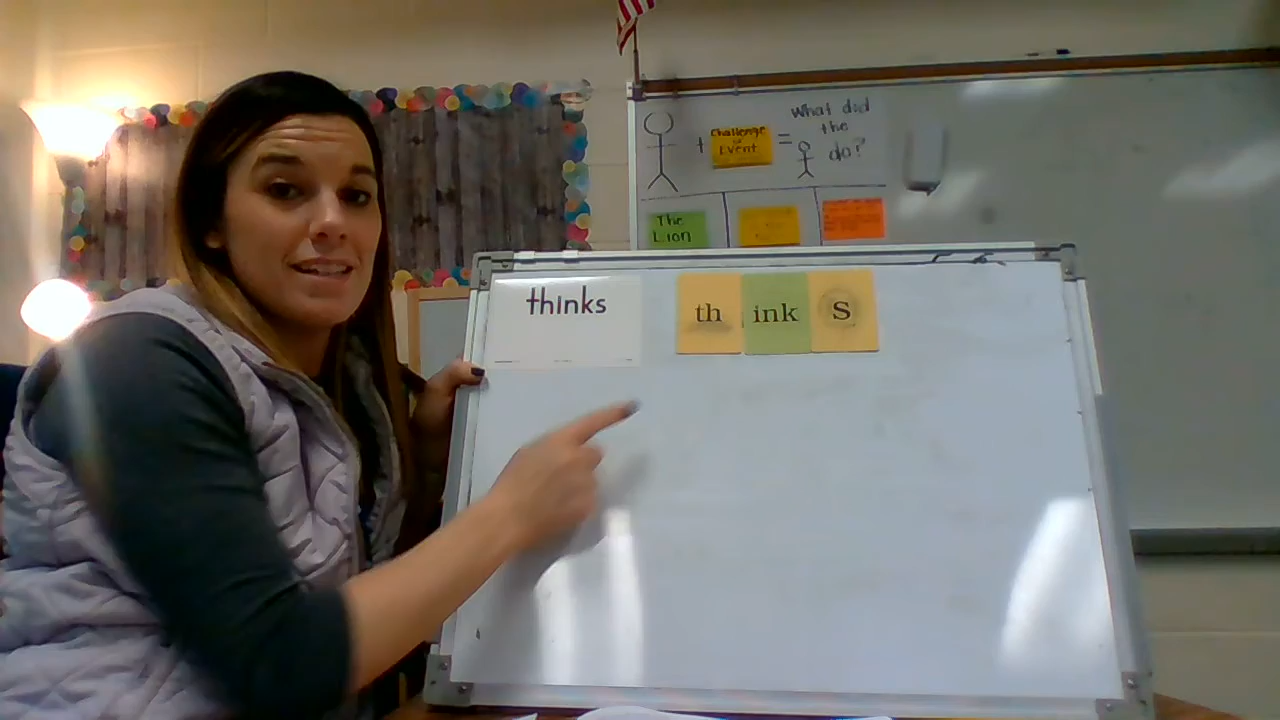 What did
the
do?
+
Challenge
or
Event
=
The
Lion
thinks
th ink s